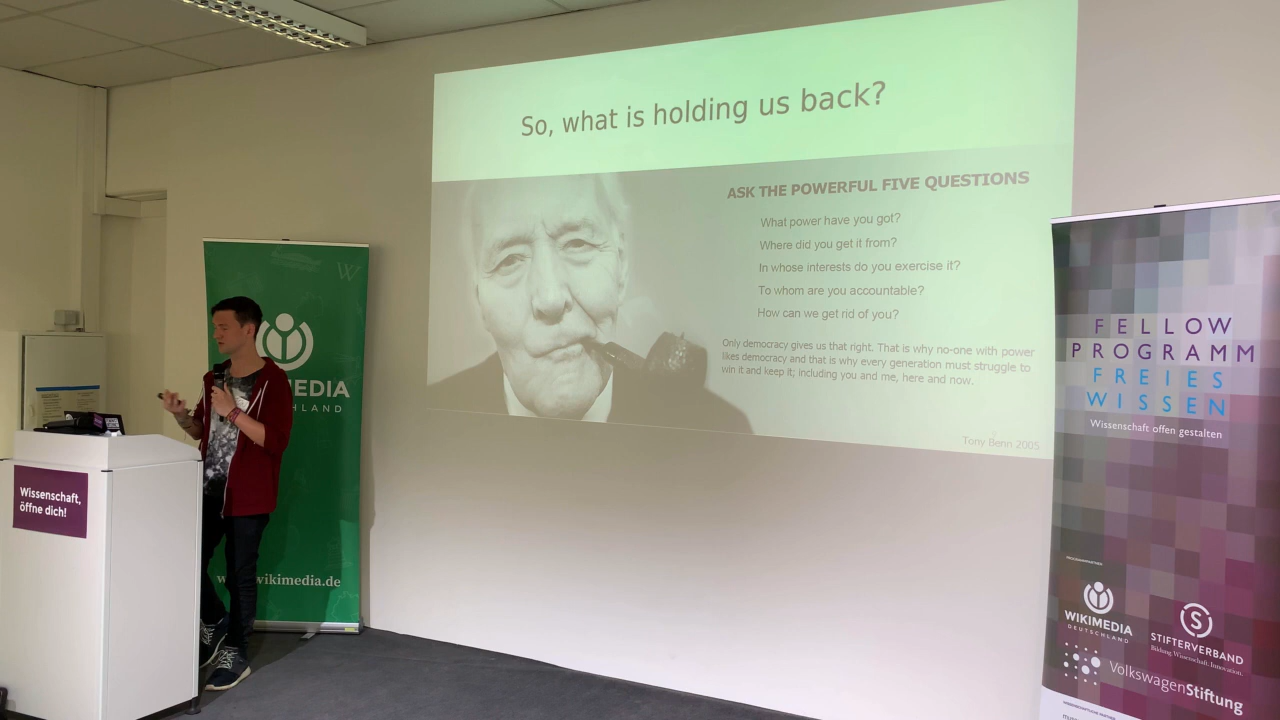 So, what is holding us back?
ASK THE POWERFUL FIVE QUESTIONS
What power have you got?
Where did you get it from?
In whose interests do you exercise it?
To whom are you accountable?
How can we get rid of you?
Only democracy gives us that right. That is why no-one with power
likes democracy and that is why every generation must struggle to
win it and keep it; including you and me, here and now.
Tony Benn 2005
W
MEDIA
HLAND
wikimedia.de
Wissenschaft,
öffne dich!
FELLOW
PROGRAMM
FREIES
WISSEN
Wissenschaft offen gestalten
WIKIMEDIA
DEUTSCHLAND
S
STIFTERVERBAND
Bildung. Wissenschaft. Innovation.
VolkswagenStiftung